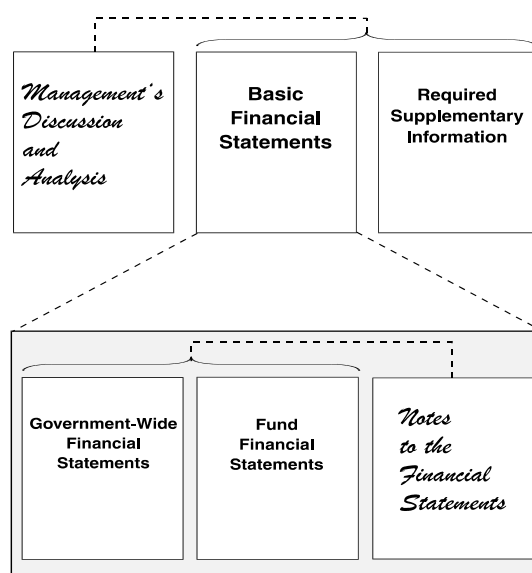 Management's
Discussion
and
Analysis
Basic
Financial
Statements
Required
Supplementary
Information
Government-Wide
Financial
Statements
Fund
Financial
Statements
Notes
to the
Financial
Statements